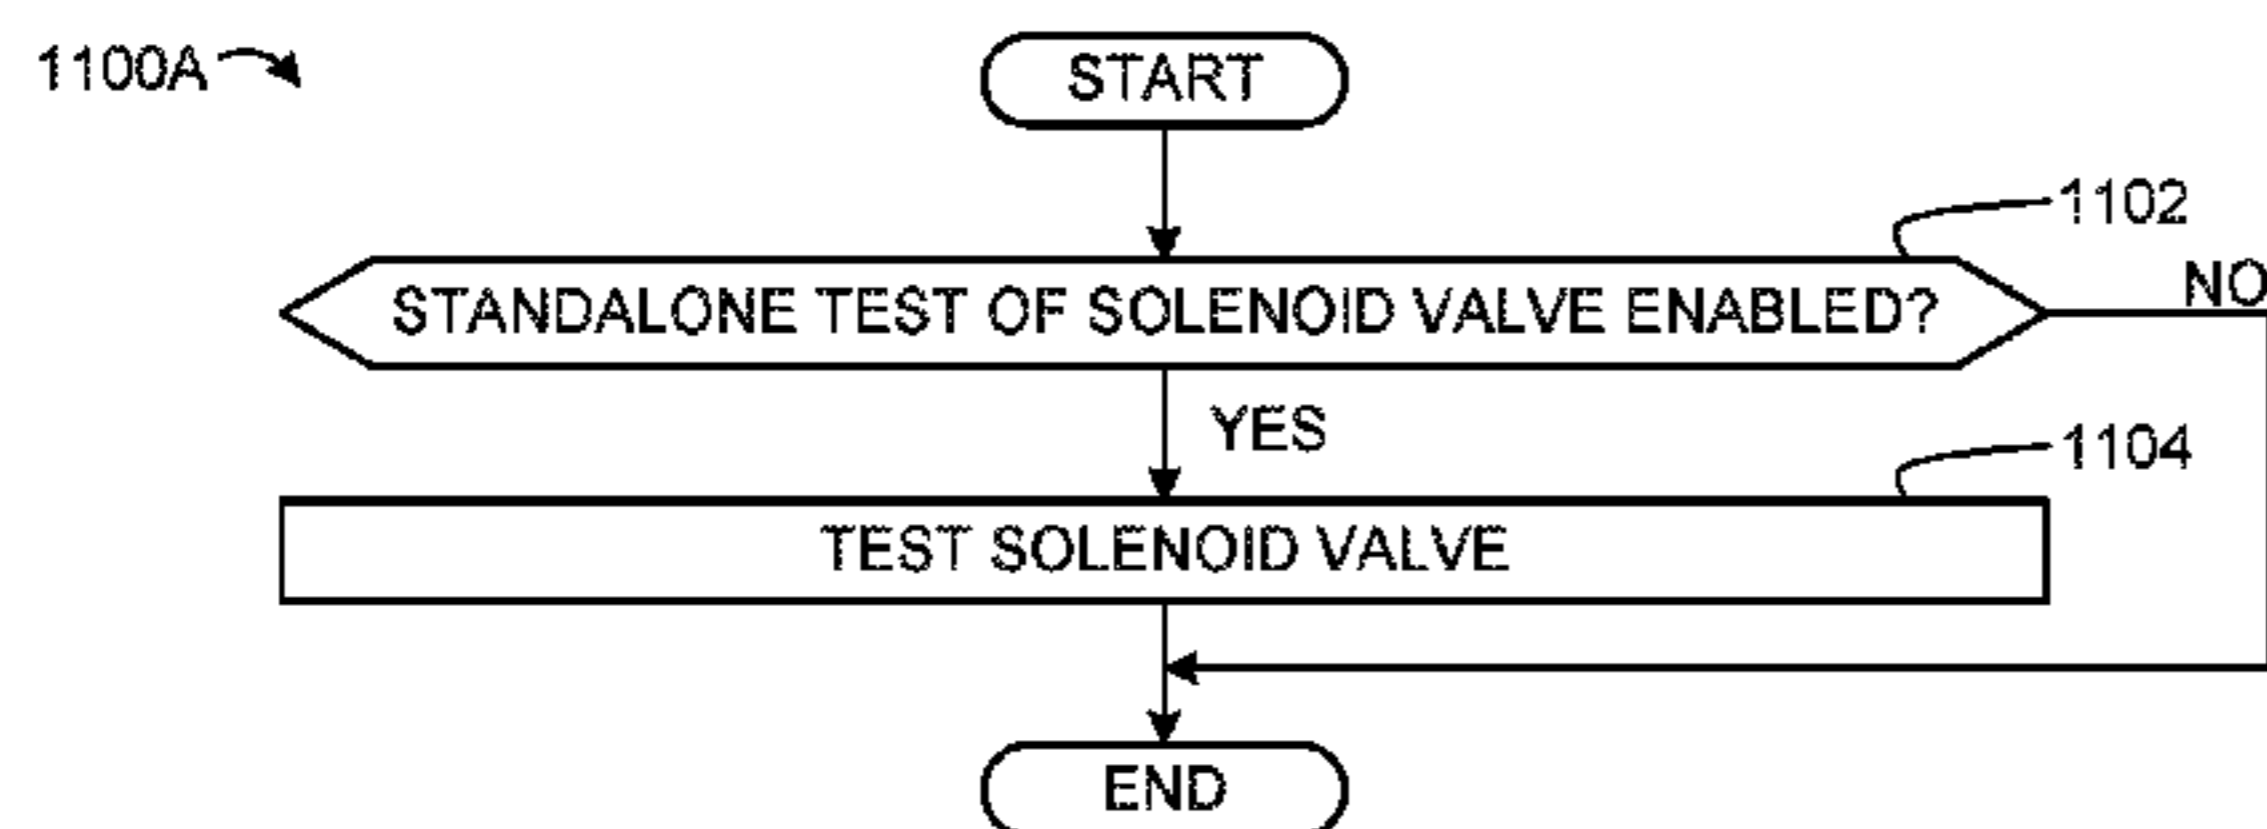 1100A
START
1102
STANDALONE TEST OF SOLENOID VALVE ENABLED?
NO
YES
1104
TEST SOLENOID VALVE
END